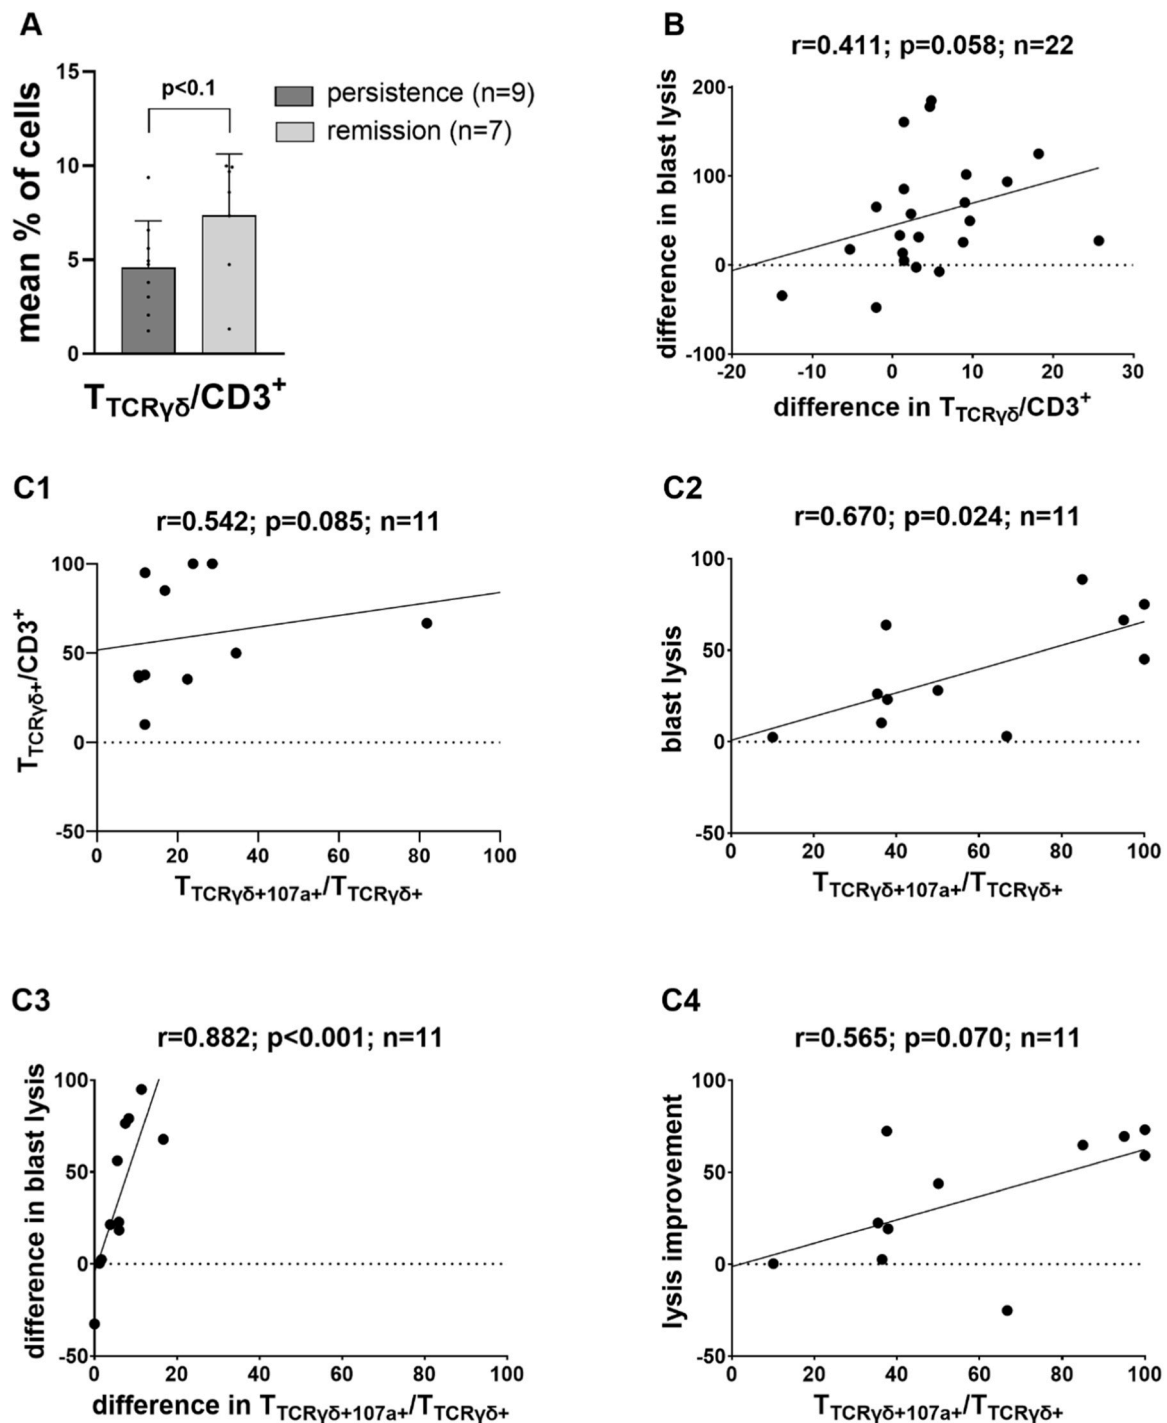 A
mean % of cells
15
10
5
0
p<0.1
persistence (n=9)
remission (n=7)
TTCRγδ/CD3+
B
r=0.411; p=0.058; n=22
difference in blast lysis
200
100
0
-100
-20 -10 0 10 20 30
difference in TTCRγδ/CD3+
C1
r=0.542; p=0.085; n=11
TTCRγδ+/CD3+
100
50
0
-50
0 20 40 60 80 100
TTCRγδ+107a+/TTCRγδ+
C2
r=0.670; p=0.024; n=11
blast lysis
100
50
0
-50
0 20 40 60 80 100
TTCRγδ+107a+/TTCRγδ+
C3
r=0.882; p<0.001; n=11
difference in blast lysis
100
50
0
-50
0 20 40 60 80 100
difference in TTCRγδ+107a+/TTCRγδ+
C4
r=0.565; p=0.070; n=11
lysis improvement
100
50
0
-50
0 20 40 60 80 100
TTCRγδ+107a+/TTCRγδ+